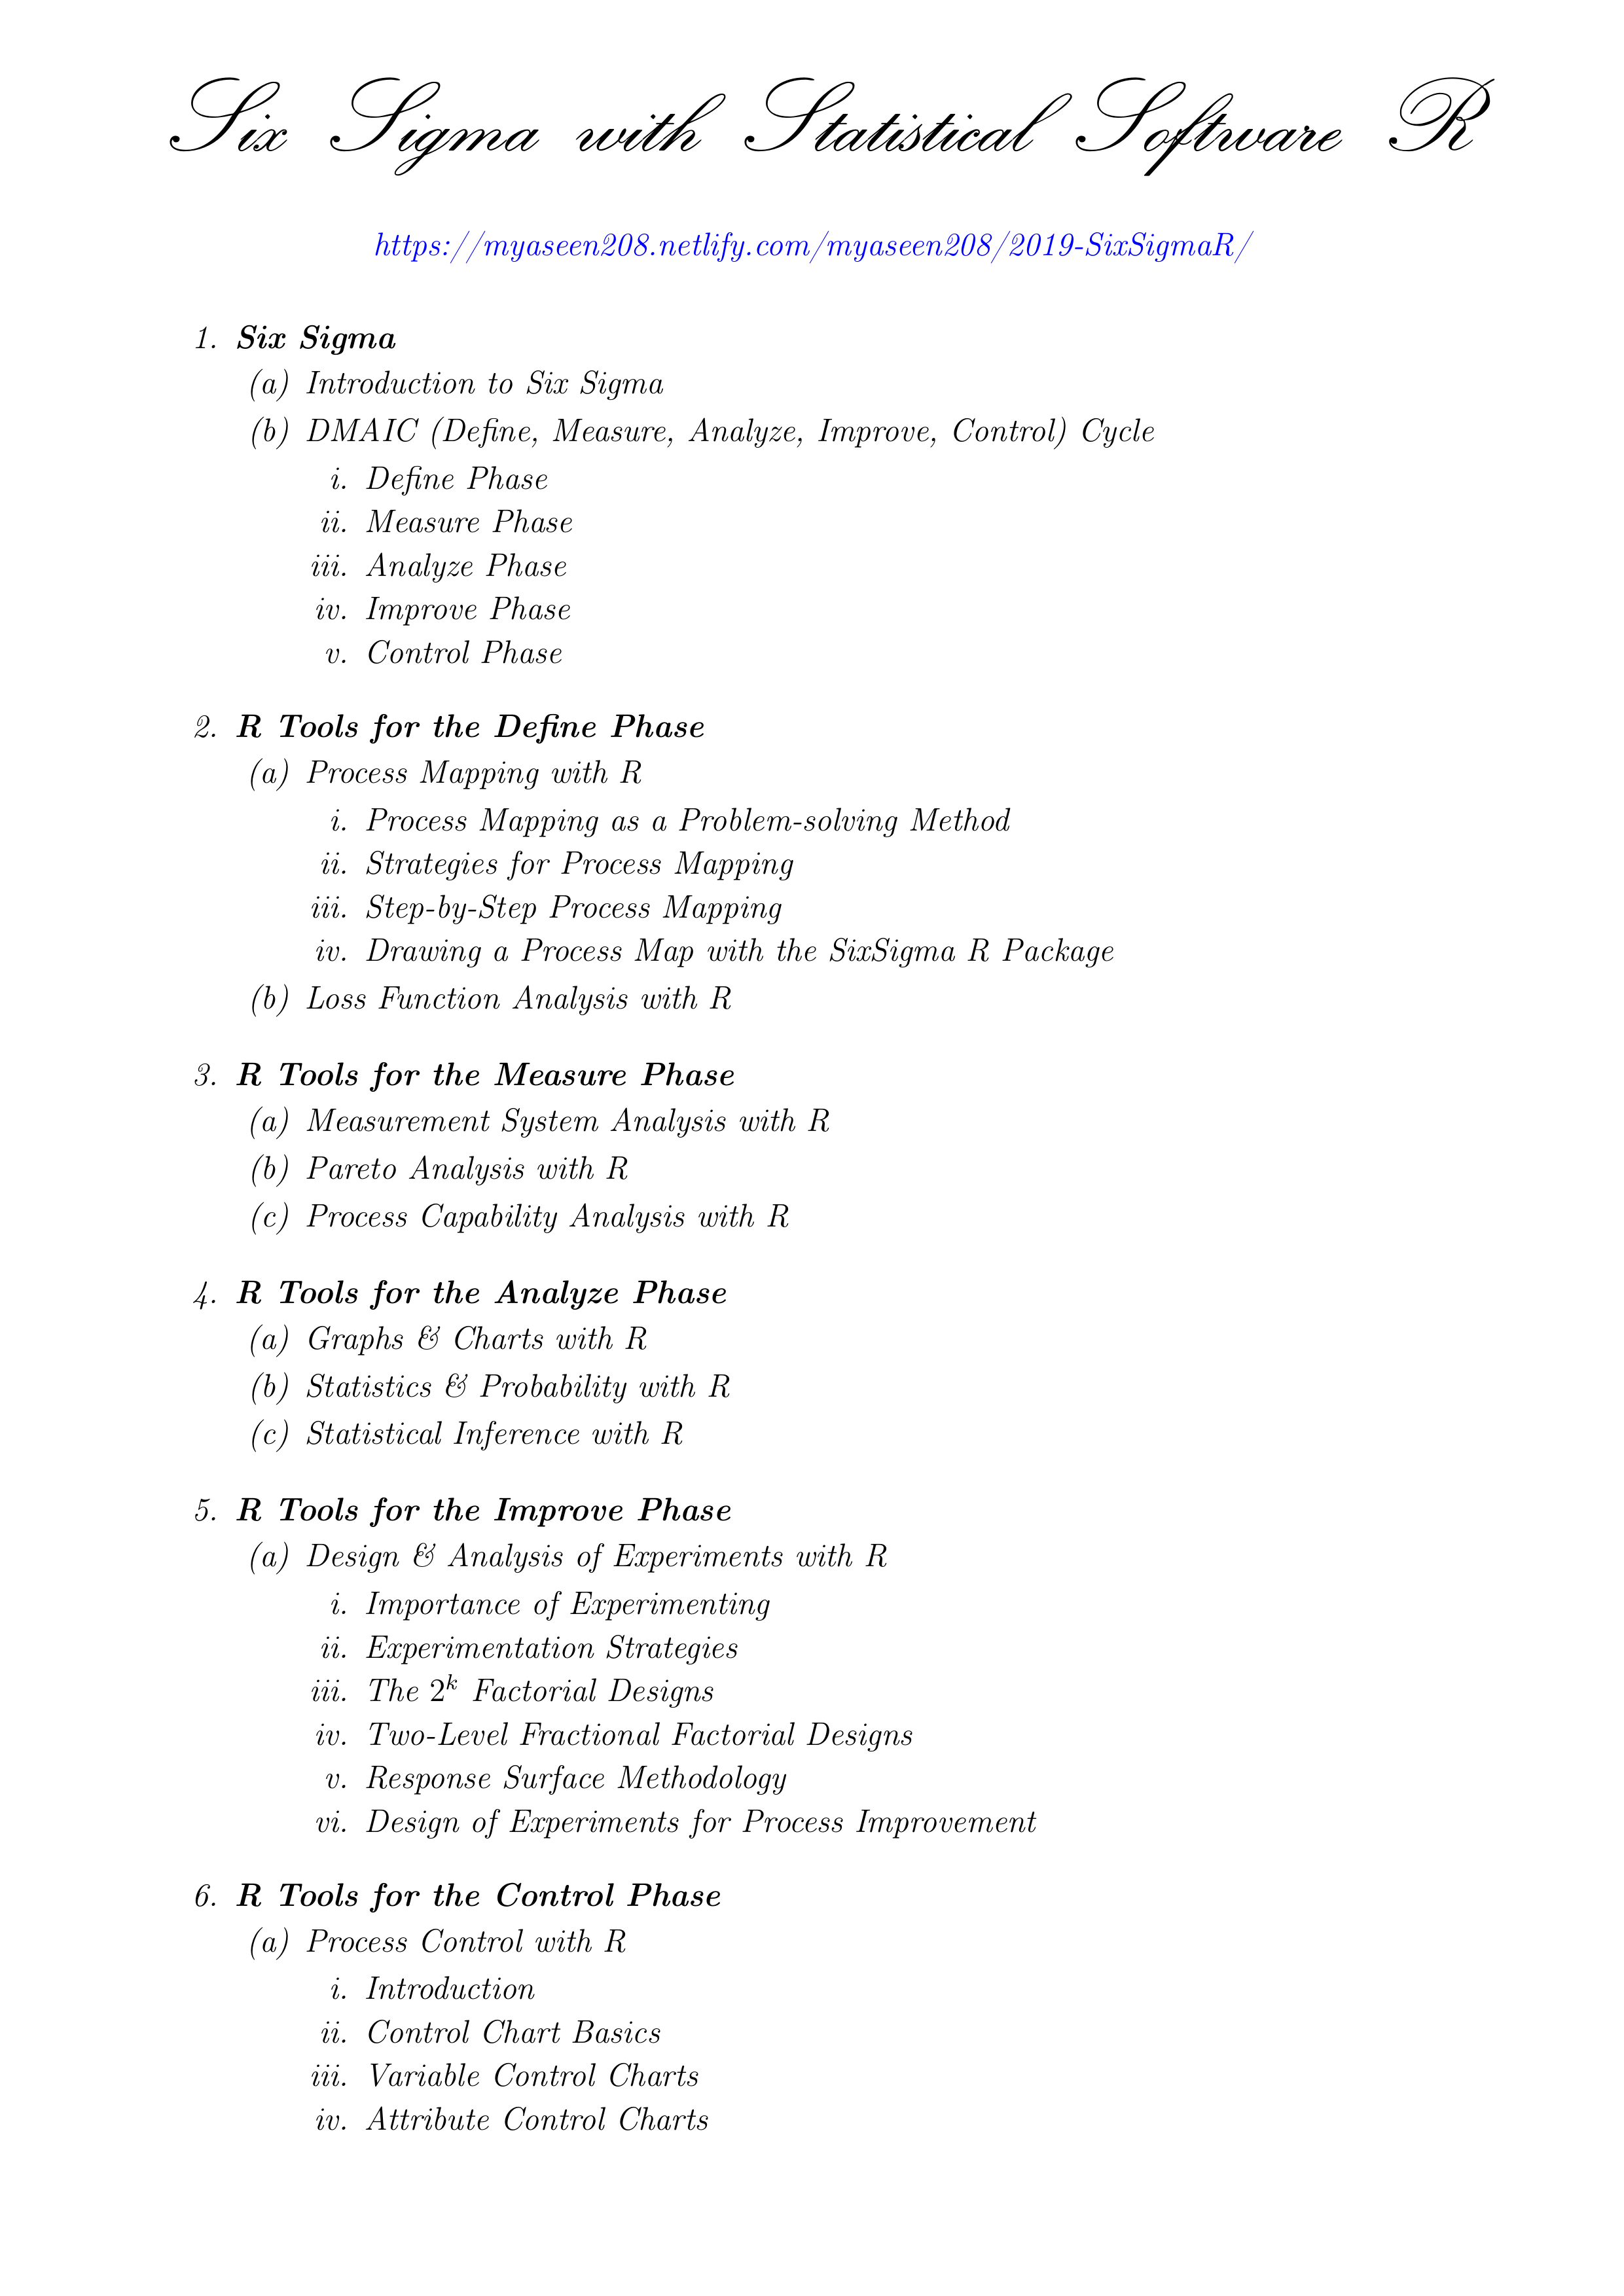 Six Sigma with Statistical Software R
https://myaseen208.netlify.com/myaseen208/2019-SixSigmaR/
1. Six Sigma
(a) Introduction to Six Sigma
(b) DMAIC (Define, Measure, Analyze, Improve, Control) Cycle
i. Define Phase
ii. Measure Phase
iii. Analyze Phase
iv. Improve Phase
v. Control Phase
2. R Tools for the Define Phase
(a) Process Mapping with R
i. Process Mapping as a Problem-solving Method
ii. Strategies for Process Mapping
iii. Step-by-Step Process Mapping
iv. Drawing a Process Map with the SixSigma R Package
(b) Loss Function Analysis with R
3. R Tools for the Measure Phase
(a) Measurement System Analysis with R
(b) Pareto Analysis with R
(c) Process Capability Analysis with R
4. R Tools for the Analyze Phase
(a) Graphs & Charts with R
(b) Statistics & Probability with R
(c) Statistical Inference with R
5. R Tools for the Improve Phase
(a) Design & Analysis of Experiments with R
i. Importance of Experimenting
ii. Experimentation Strategies
iii. The 2^k Factorial Designs
iv. Two-Level Fractional Factorial Designs
v. Response Surface Methodology
vi. Design of Experiments for Process Improvement
6. R Tools for the Control Phase
(a) Process Control with R
i. Introduction
ii. Control Chart Basics
iii. Variable Control Charts
iv. Attribute Control Charts